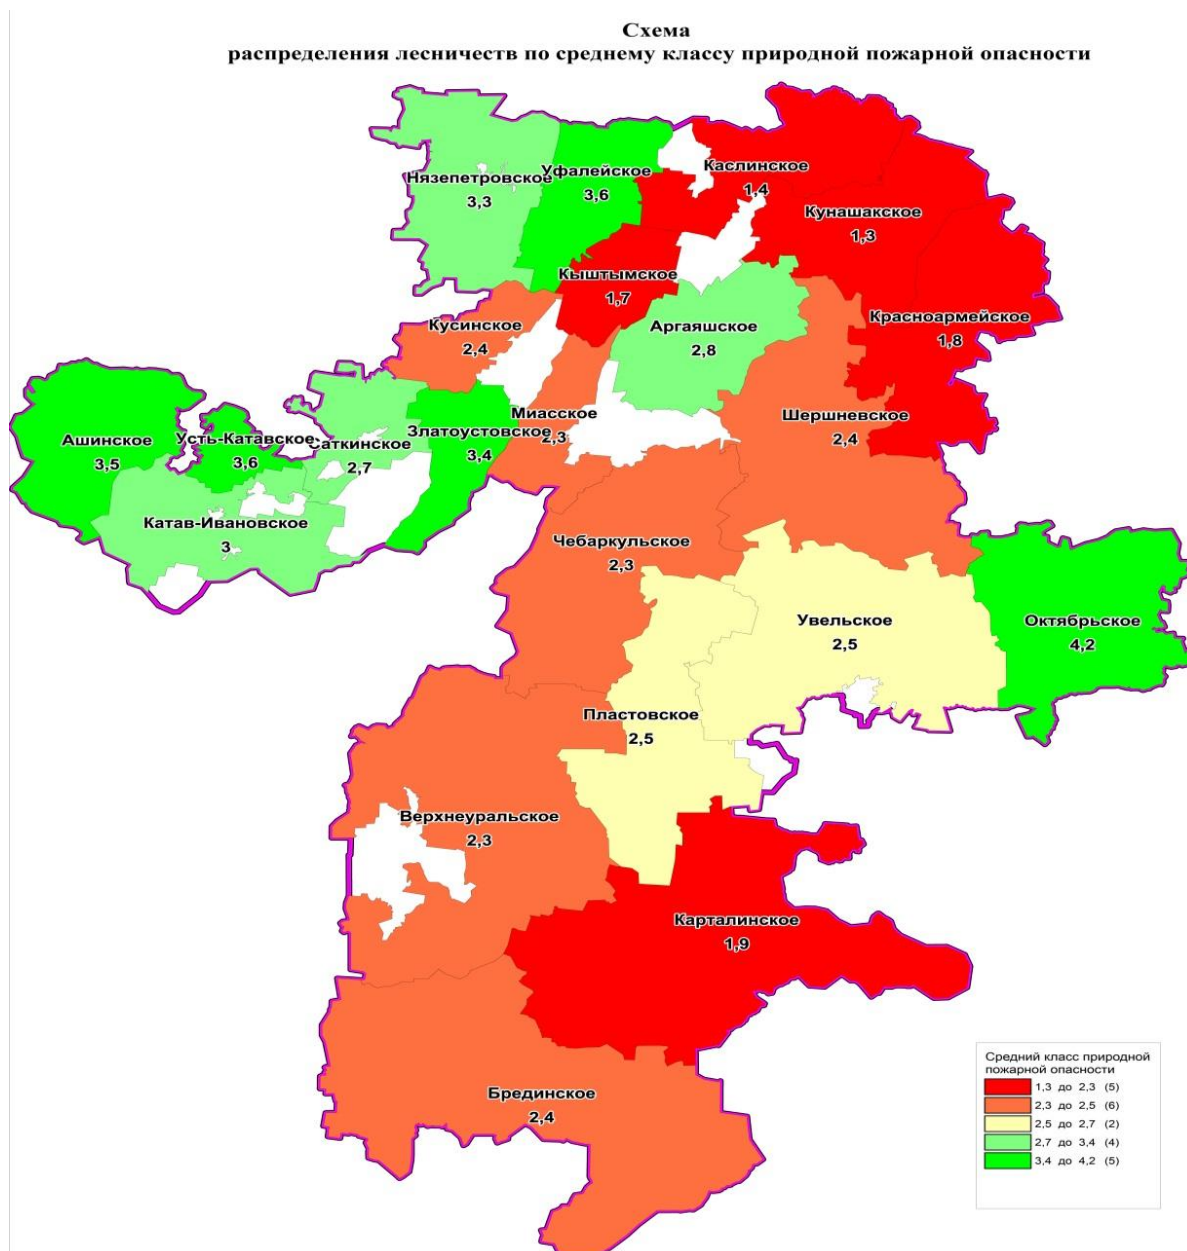 Схема
распределения лесничеств по среднему классу природной пожарной опасности
Нязепетровское
3,3
Уфалейское
3,6
Каслинское
1,4
Кунашакское
1,3
Кыштымское
1,7
Красноармейское
1,8
Аргаяшское
2,8
Кусинское
2,4
Миасское
2,3
Шершневское
2,4
Ашинское
3,5
Усть-Катавское
3,6
Саткинское
2,7
Златоустовское
3,4
Катав-Ивановское
3
Чебаркульское
2,3
Увельское
2,5
Октябрьское
4,2
Пластовское
2,5
Верхнеуральское
2,3
Карталинское
1,9
Брединское
2,4
Средний класс природной
пожарной опасности
1,3 до 2,3 (5)
2,3 до 2,5 (6)
2,5 до 2,7 (2)
2,7 до 3,4 (4)
3,4 до 4,2 (5)